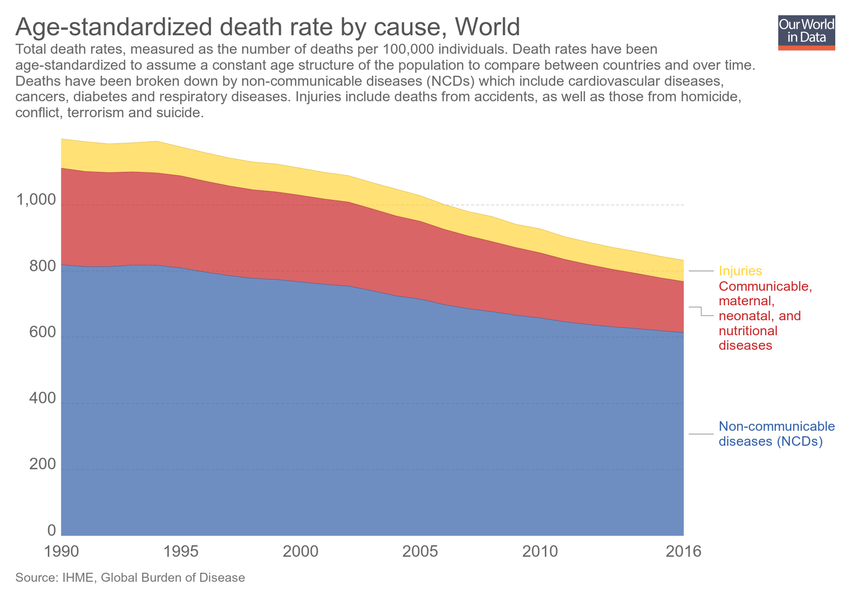 Age-standardized death rate by cause, World
Our World
in Data
Total death rates, measured as the number of deaths per 100,000 individuals. Death rates have been
age-standardized to assume a constant age structure of the population to compare between countries and over time.
Deaths have been broken down by non-communicable diseases (NCDs) which include cardiovascular diseases,
cancers, diabetes and respiratory diseases. Injuries include deaths from accidents, as well as those from homicide,
conflict, terrorism and suicide.
1,000
800
600
400
200
0
Injuries
Communicable,
maternal,
neonatal, and
nutritional
diseases
Non-communicable
diseases (NCDs)
1990
1995
2000
2005
2010
2016
Source: IHME, Global Burden of Disease